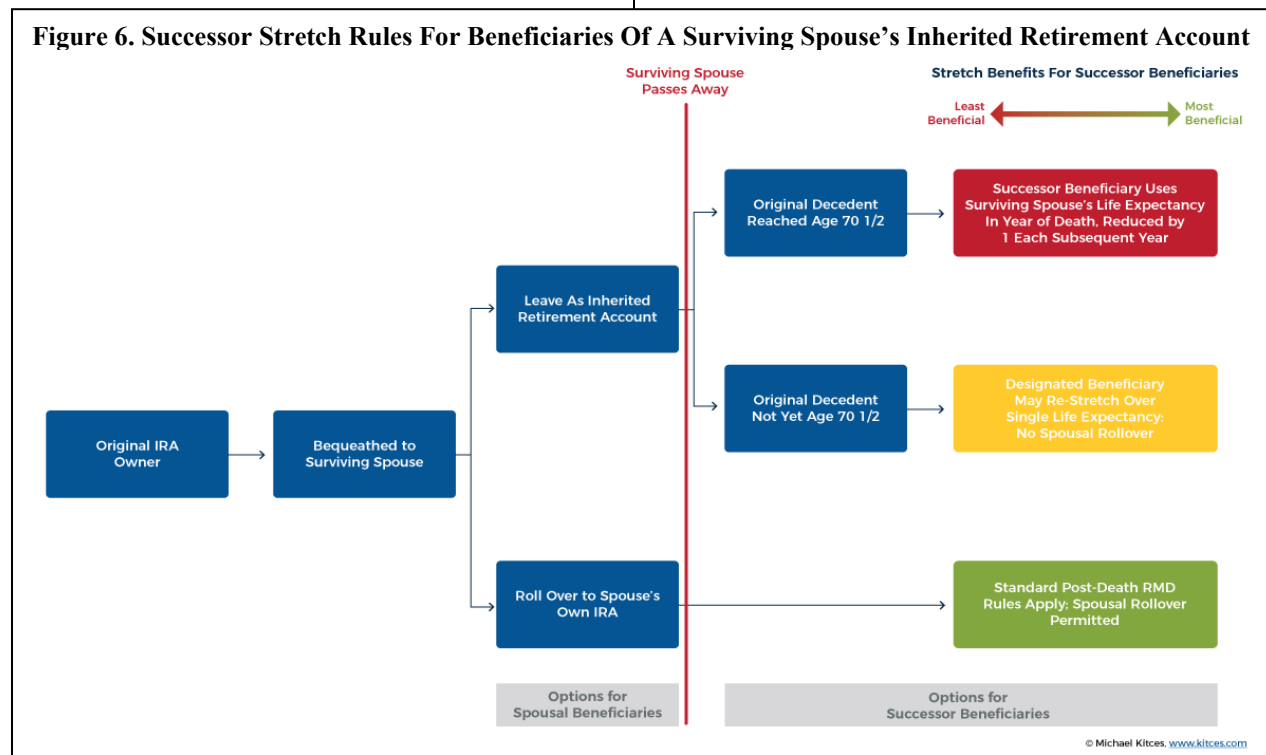 Figure 6. Successor Stretch Rules For Beneficiaries Of A Surviving Spouse's Inherited Retirement Account
Surviving Spouse
Passes Away
Stretch Benefits For Successor Beneficiaries
Least
Beneficial
Most
Beneficial
Original IRA
Owner
Bequeathed to
Surviving Spouse
Leave As Inherited
Retirement Account
Original Decedent
Reached Age 70 1/2
Successor Beneficiary Uses
Surviving Spouse's Life Expectancy
In Year of Death, Reduced by
1 Each Subsequent Year
Original Decedent
Not Yet Age 70 1/2
Designated Beneficiary
May Re-Stretch Over
Single Life Expectancy;
No Spousal Rollover
Roll Over to Spouse's
Own IRA
Standard Post-Death RMD
Rules Apply; Spousal Rollover
Permitted
Options for
Spousal Beneficiaries
Options for
Successor Beneficiaries
© Michael Kitces, www.kitces.com